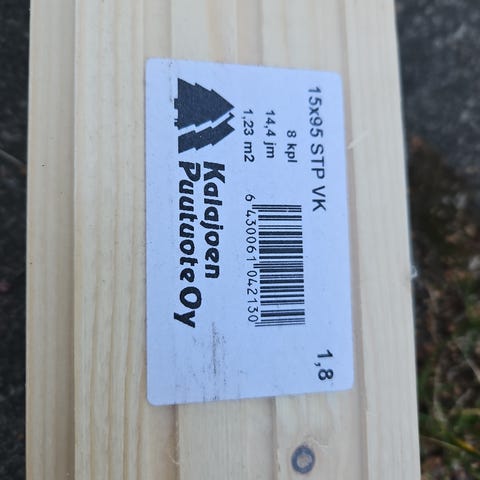 15x95 STP VK
8 kpl
14,4 jm
1,23 m2
6 430061 042130
1,8
Kalajoen
Puutuote Oy